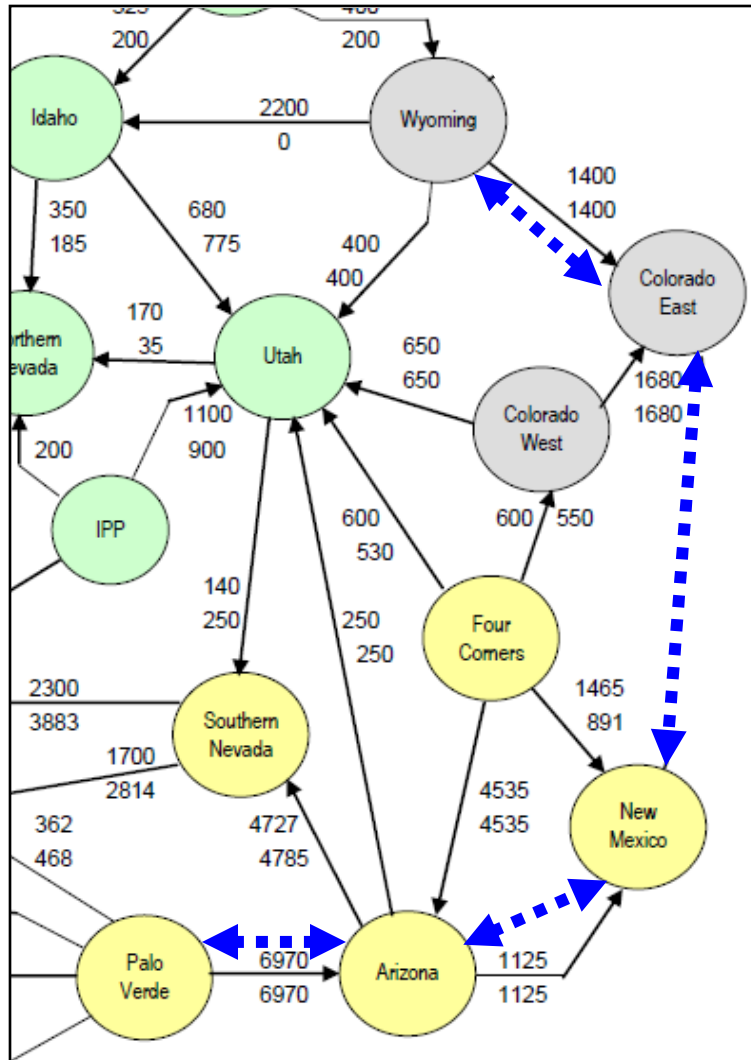 200
200
Idaho
2200
0
Wyoming
350
185
680
775
400
400
1400
1400
Colorado
East
170
35
Utah
650
650
Colorado
West
1680
1680
1100
900
200
IPP
600
530
600 550
140
250
250
250
Four
Corners
2300
3883
Southern
Nevada
1465
891
1700
2814
4535
4535
New
Mexico
362
468
4727
4785
Palo
Verde
6970
6970
Arizona
1125
1125